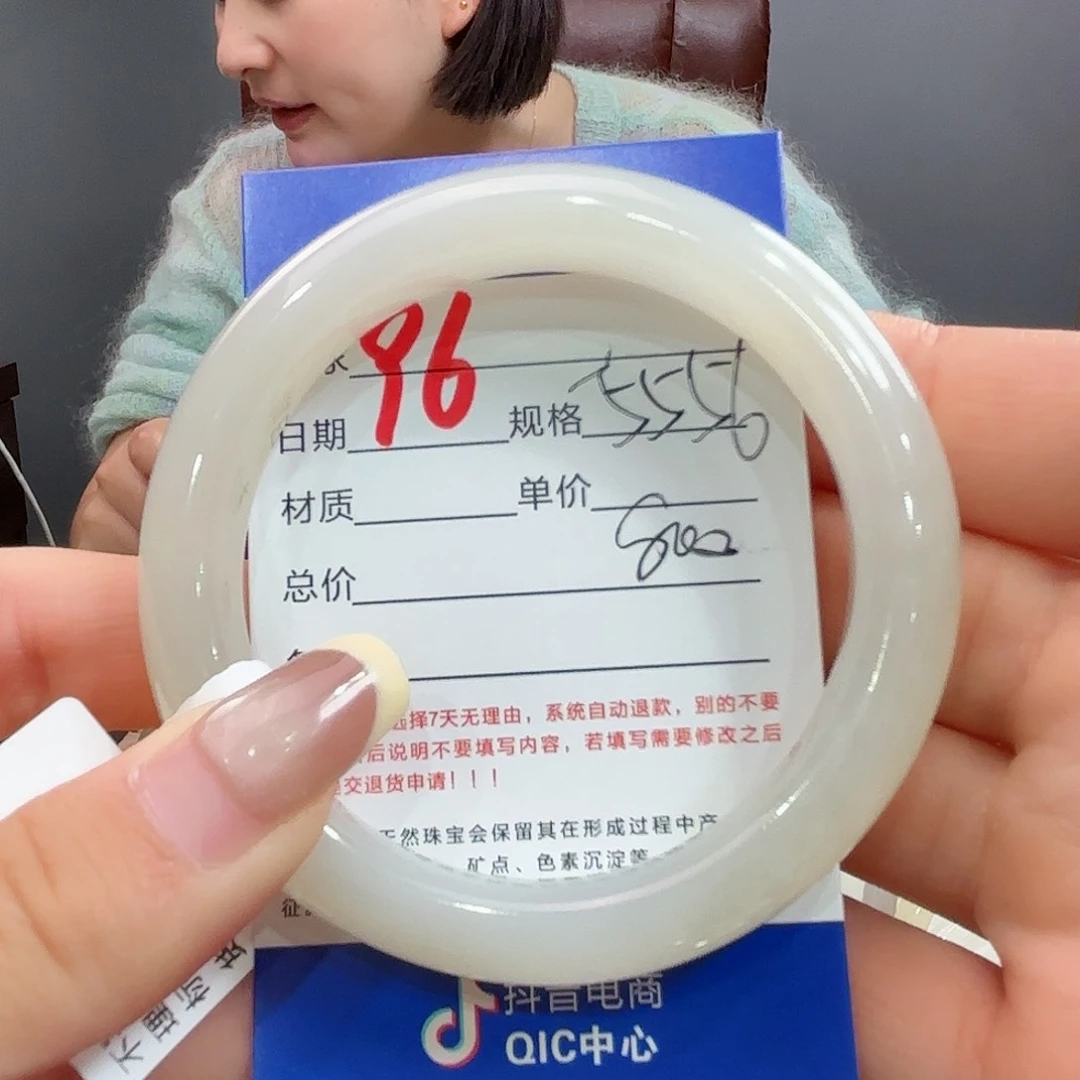 96
日期 规格 5556
材质 单价
总价
选择7天无理由，系统自动退款，别的不要
后说明不要填写内容，若填写需要修改之后
交退货申请！！！
天然珠宝会保留其在形成过程中产
矿点、色素沉淀等
征
抖音电商
QIC中心